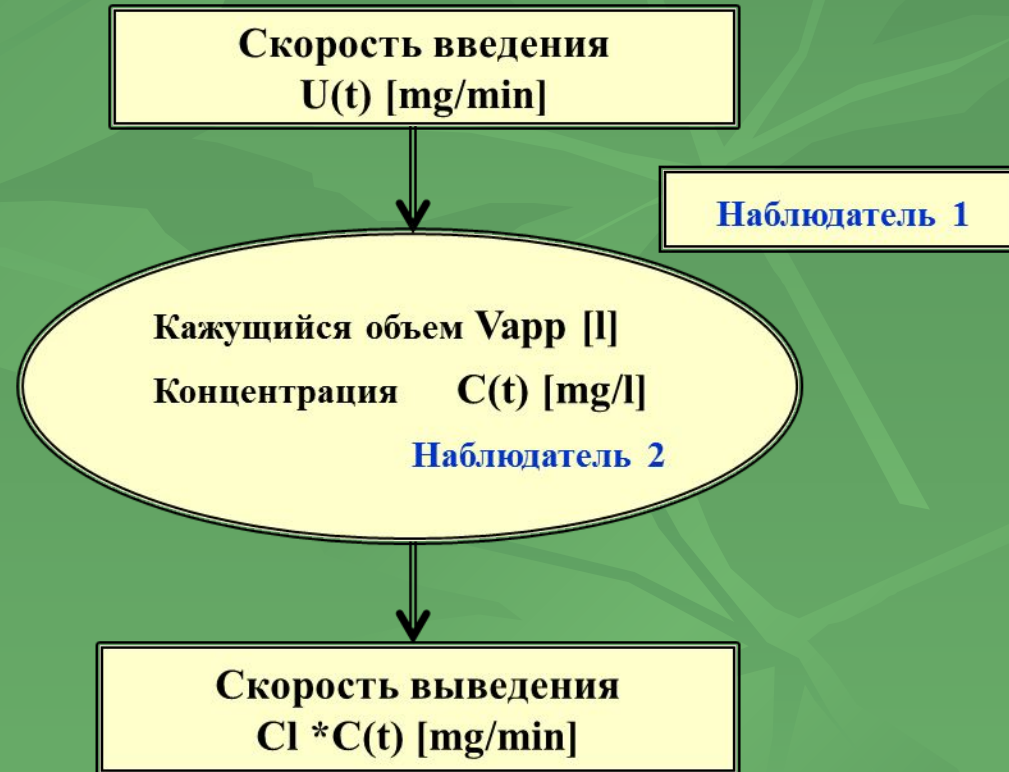 Скорость введения
U(t) [mg/min]
Наблюдатель 1
Кажущийся объем Vapp [l]
Концентрация C(t) [mg/l]
Наблюдатель 2
Скорость выведения
Cl *C(t) [mg/min]